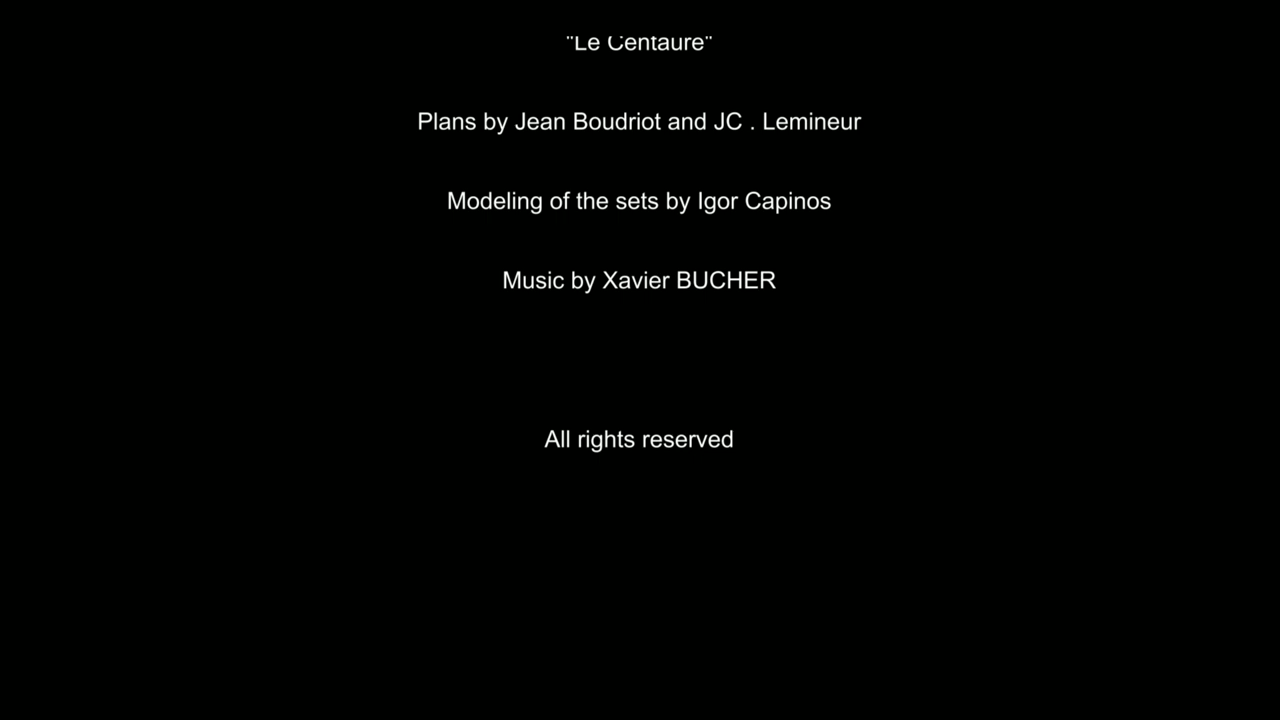 "Le Centaure"
Plans by Jean Boudriot and JC . Lemineur
Modeling of the sets by Igor Capinos
Music by Xavier BUCHER
All rights reserved